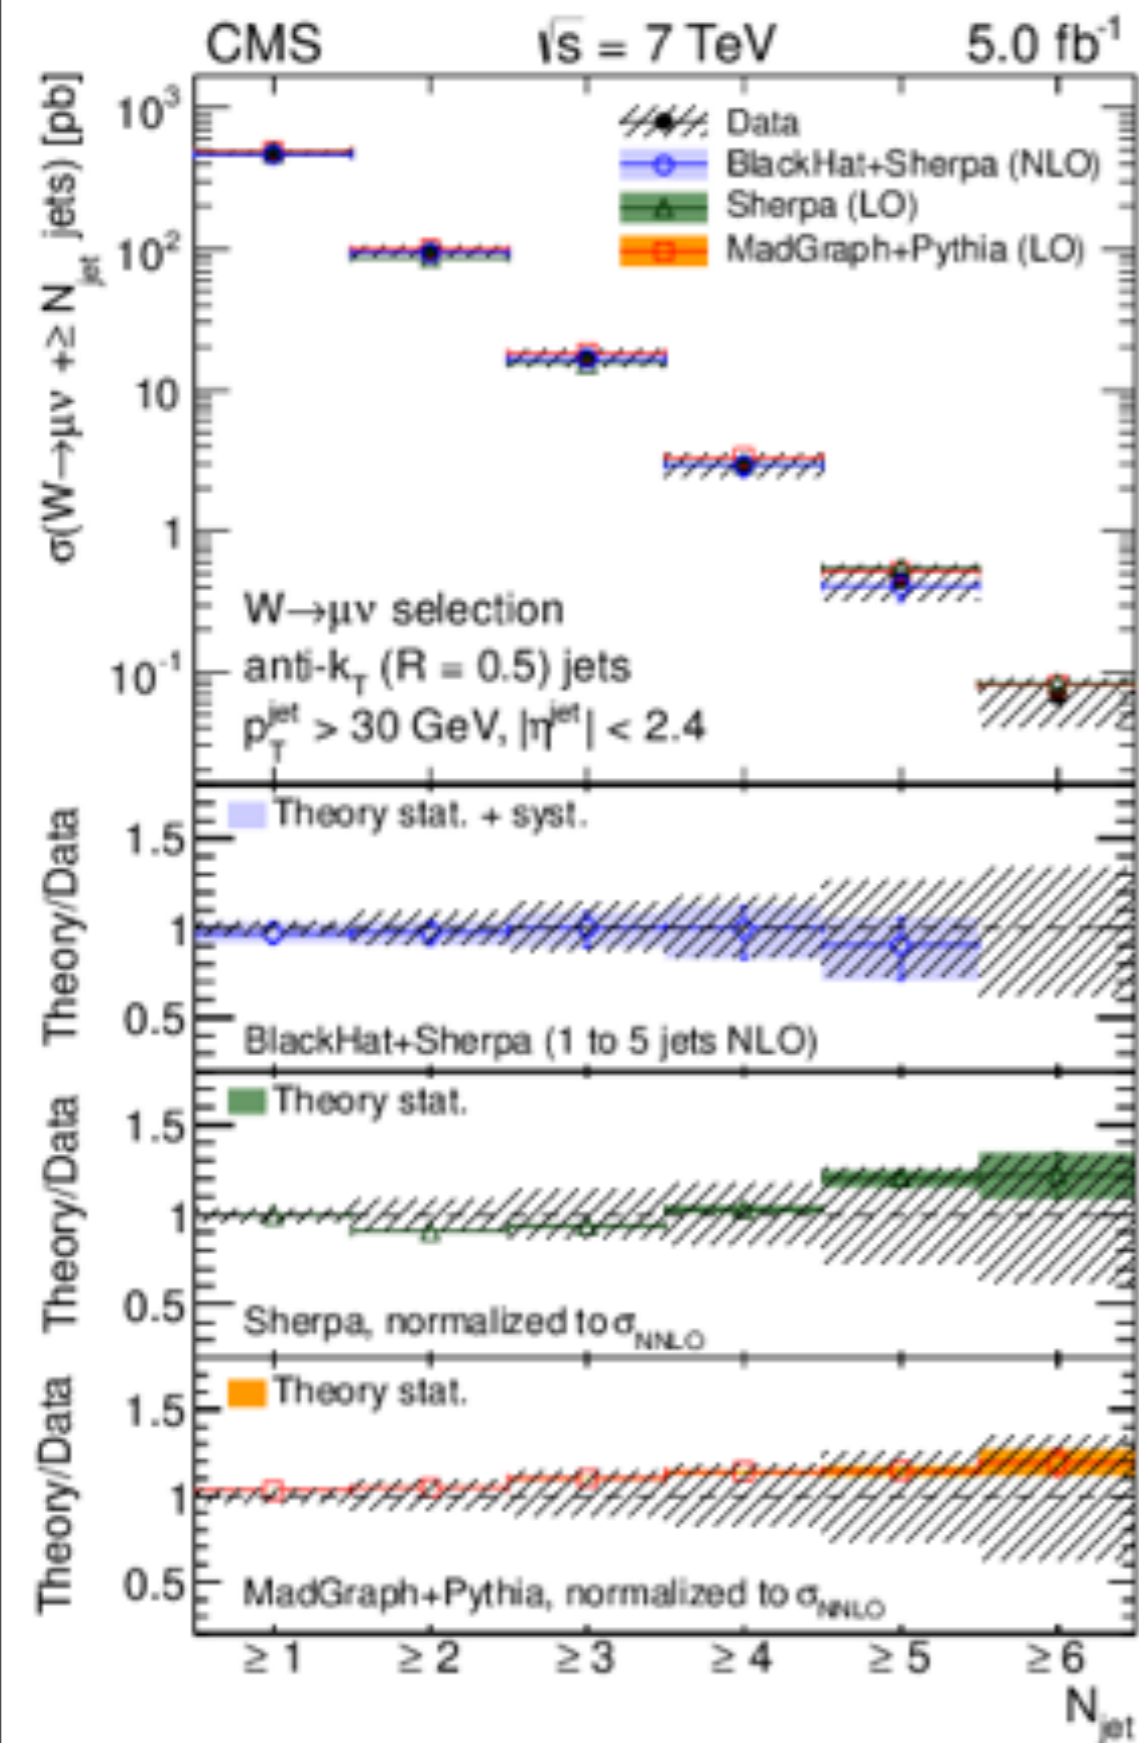 CMS √s = 7 TeV 5.0 fb⁻¹
σ(W→μν +≥ N_jet jets) [pb]
10³
10²
10
1
10⁻¹
Data
BlackHat+Sherpa (NLO)
Sherpa (LO)
MadGraph+Pythia (LO)
W→μν selection
anti-k_T (R = 0.5) jets
p_T^jet > 30 GeV, |η^jet| < 2.4
Theory/Data
1.5
1
0.5
Theory stat. + syst.
BlackHat+Sherpa (1 to 5 jets NLO)
Theory/Data
1.5
1
0.5
Theory stat.
Sherpa, normalized to σ_NNLO
Theory/Data
1.5
1
0.5
Theory stat.
MadGraph+Pythia, normalized to σ_NNLO
≥ 1 ≥ 2 ≥ 3 ≥ 4 ≥ 5 ≥ 6
N_jet